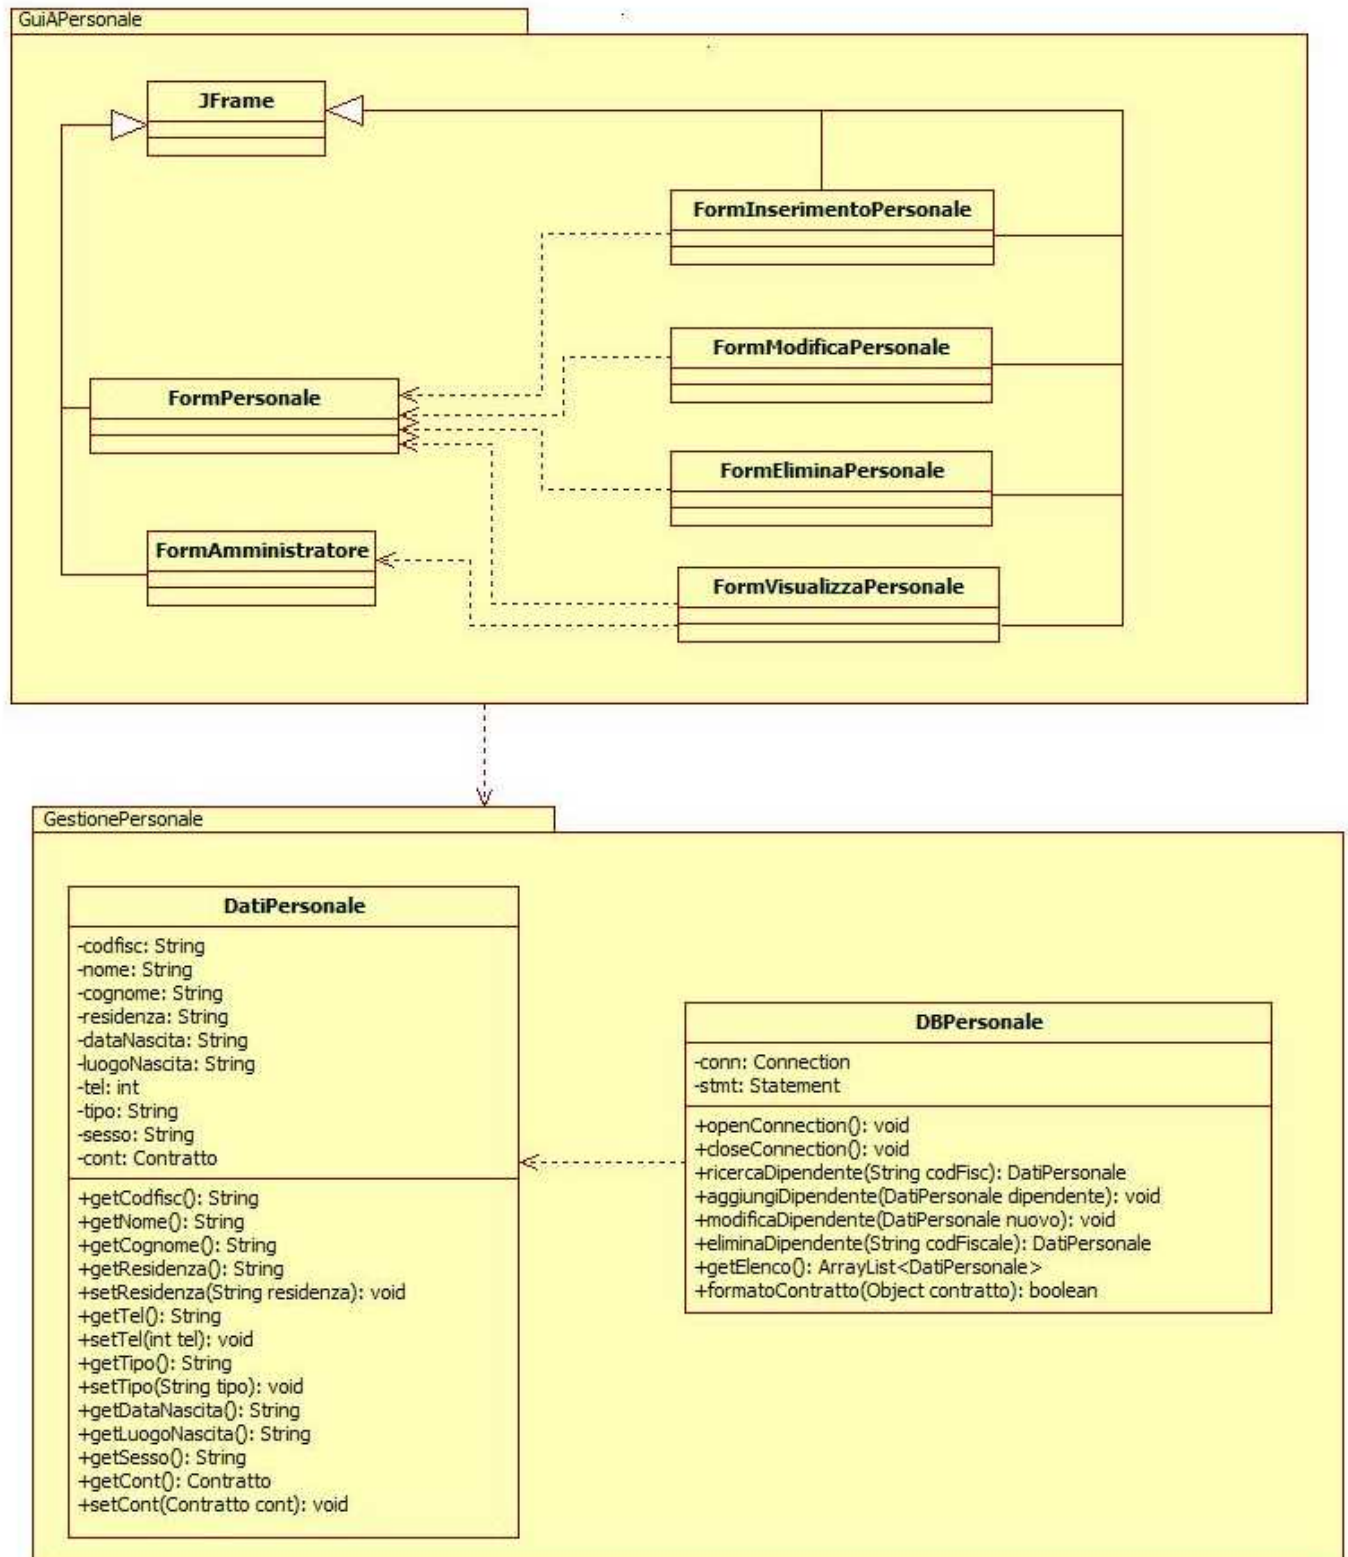 GuiAPersonale
JFrame
FormInserimentoPersonale
FormModificaPersonale
FormPersonale
FormEliminaPersonale
FormAmministratore
FormVisualizzaPersonale
GestionePersonale
DatiPersonale
-codfisc: String
-nome: String
-cognome: String
-residenza: String
-dataNascita: String
-luogoNascita: String
-tel: int
-tipo: String
-sesso: String
-cont: Contratto
+getCodfisc(): String
+getNome(): String
+getCognome(): String
+getResidenza(): String
+setResidenza(String residenza): void
+getTel(): String
+setTel(int tel): void
+getTipo(): String
+setTipo(String tipo): void
+getDataNascita(): String
+getLuogoNascita(): String
+getSesso(): String
+getCont(): Contratto
+setCont(Contratto cont): void
DBPersonale
-conn: Connection
-stmt: Statement
+openConnection(): void
+closeConnection(): void
+ricercaDipendente(String codFisc): DatiPersonale
+aggiungiDipendente(DatiPersonale dipendente): void
+modificaDipendente(DatiPersonale nuovo): void
+eliminaDipendente(String codFiscale): DatiPersonale
+getElenco(): ArrayList<DatiPersonale>
+formatoContratto(Object contratto): boolean